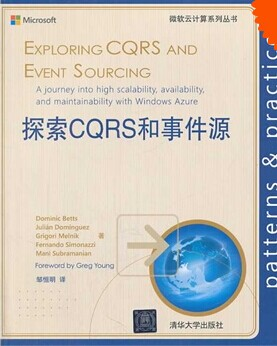 Microsoft
微软云计算系列丛书
EXPLORING CQRS AND
EVENT SOURCING
A journey into high scalability, availability,
and maintainability with Windows Azure
探索CQRS和事件源
Dominic Betts
Julián Domínguez
Grigori Melnik
Fernando Simonazzi
Mani Subramanian
著
Foreword by Greg Young
邹恒明 译
清华大学出版社
patterns & practic